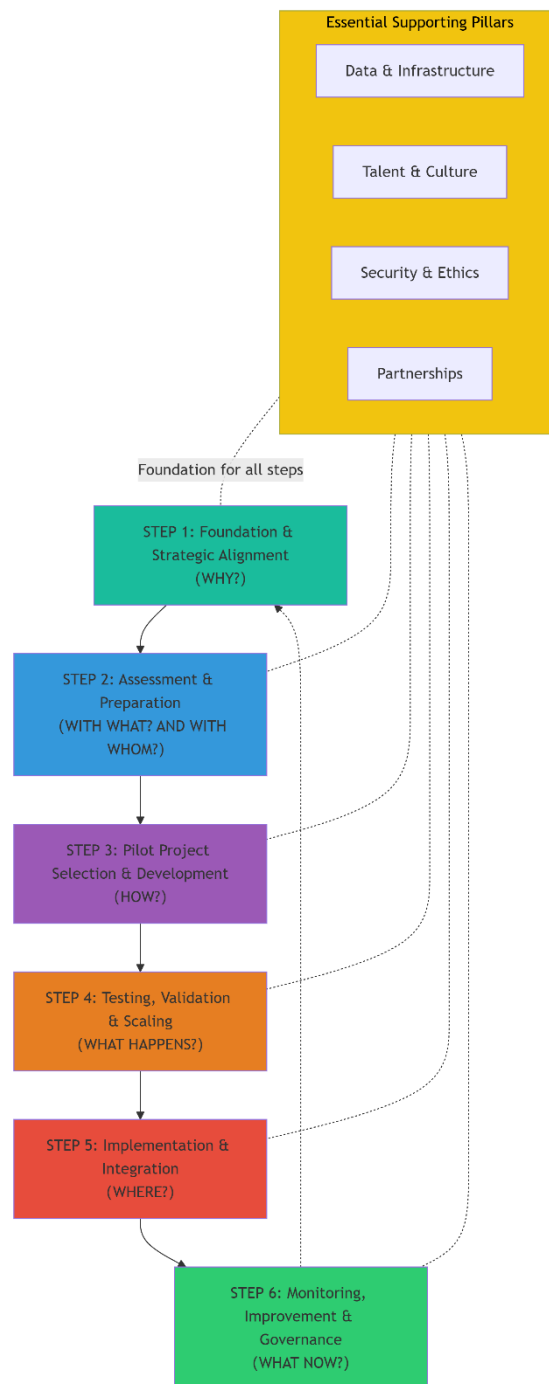 Essential Supporting Pillars
Data & Infrastructure
Talent & Culture
Security & Ethics
Partnerships
Foundation for all steps
STEP 1: Foundation &
Strategic Alignment
(WHY?)
STEP 2: Assessment &
Preparation
(WITH WHAT? AND WITH
WHOM?)
STEP 3: Pilot Project
Selection & Development
(HOW?)
STEP 4: Testing, Validation
& Scaling
(WHAT HAPPENS?)
STEP 5: Implementation &
Integration
(WHERE?)
STEP 6: Monitoring,
Improvement &
Governance
(WHAT NOW?)